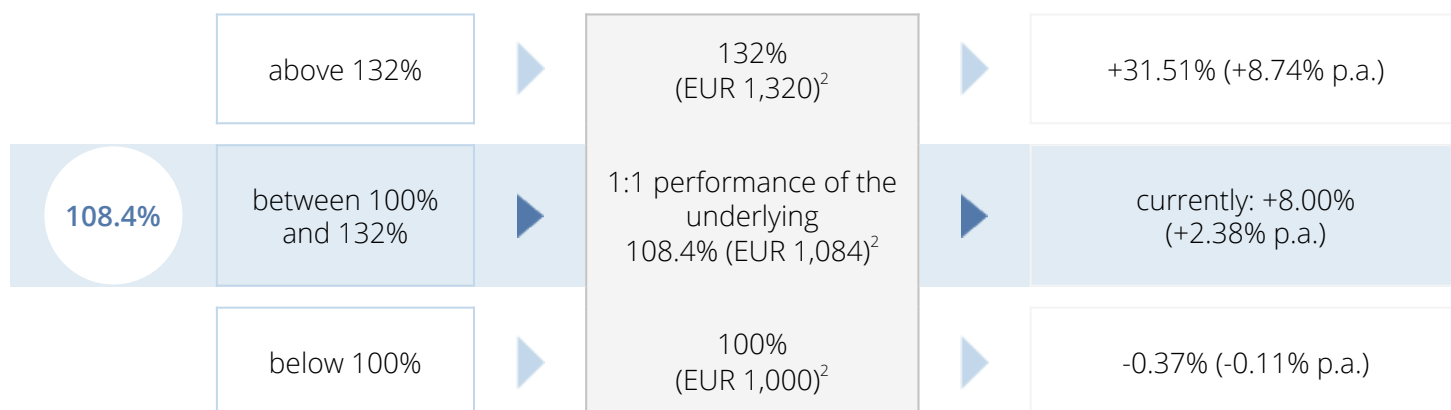 above 132%
132%
(EUR 1,320)²
+31.51% (+8.74% p.a.)
108.4%
between 100%
and 132%
1:1 performance of the
underlying
108.4% (EUR 1,084)²
currently: +8.00%
(+2.38% p.a.)
below 100%
100%
(EUR 1,000)²
-0.37% (-0.11% p.a.)